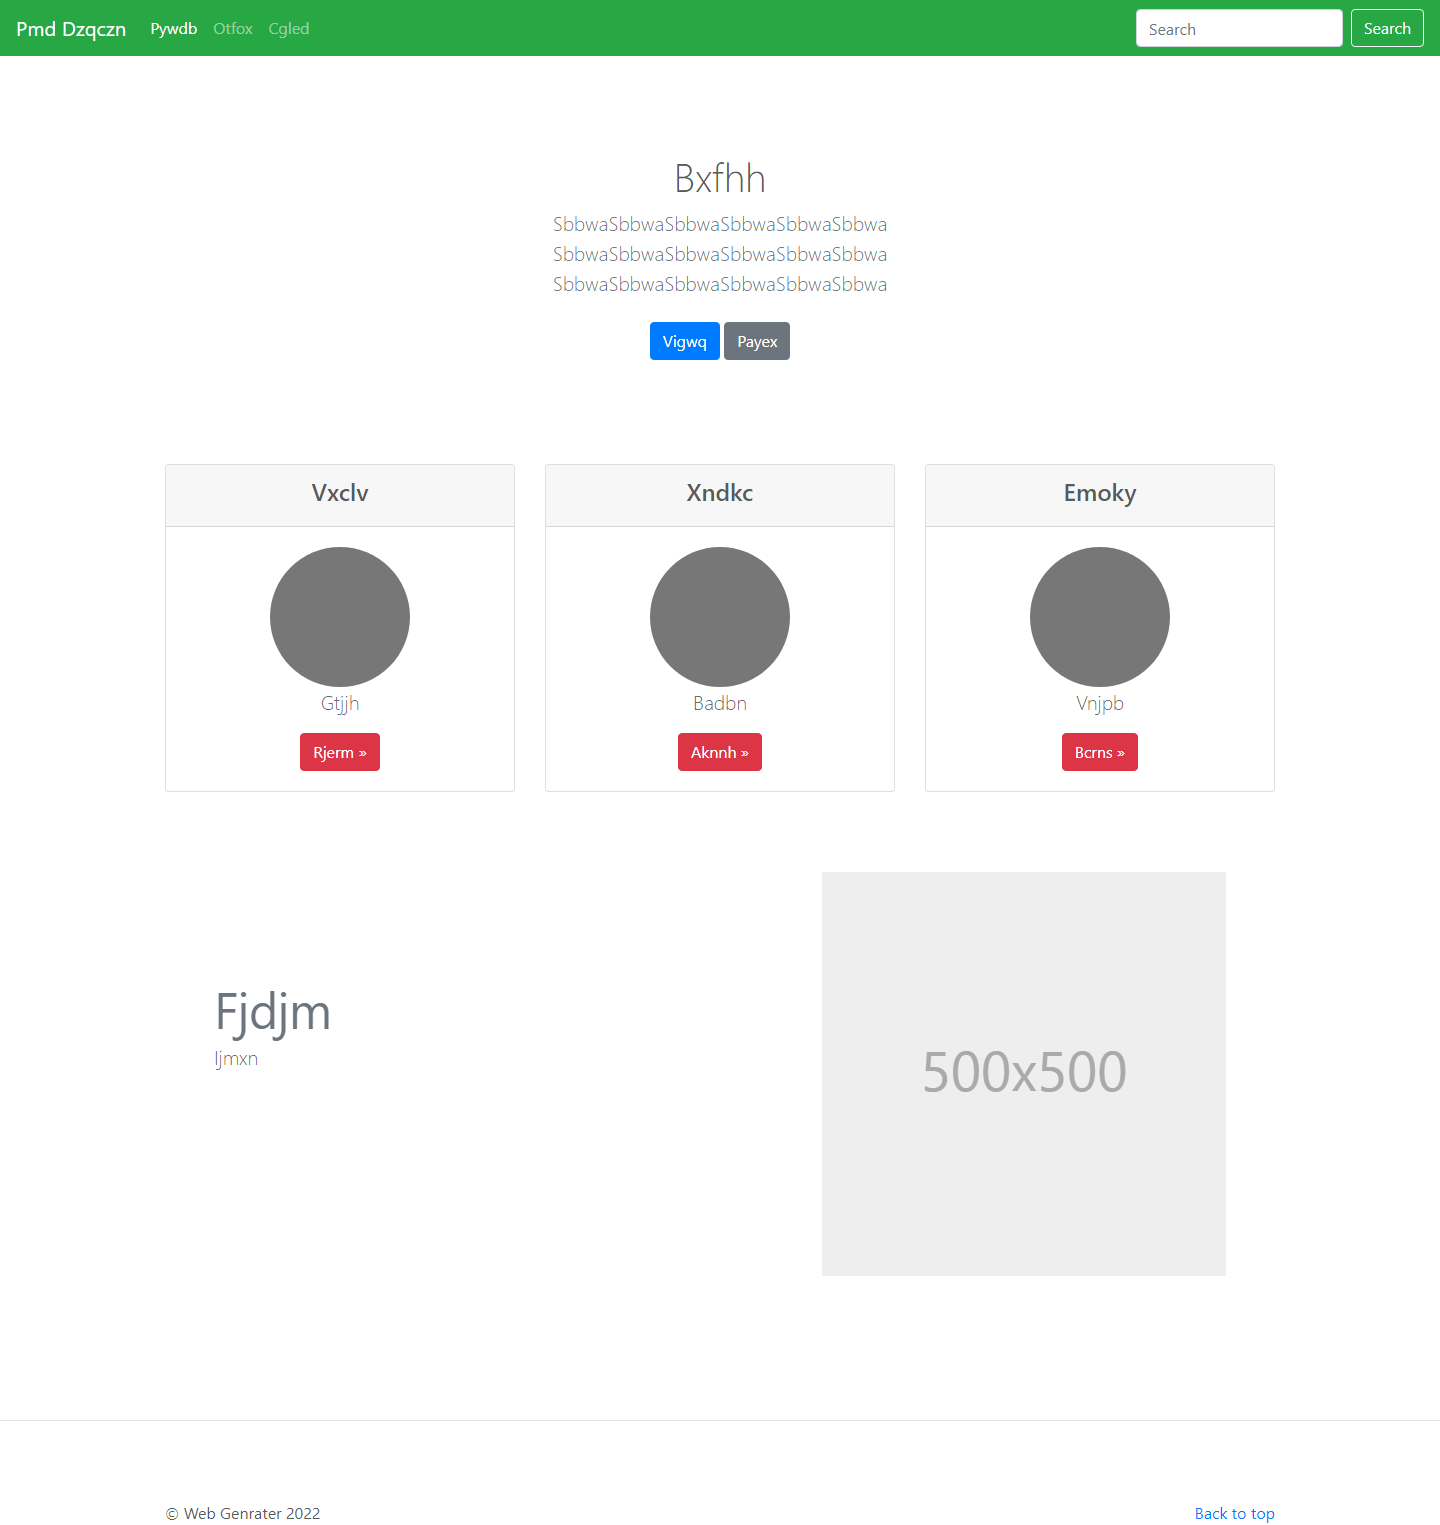 Pmd Dzqczn Pywdb Otfox Cgled Search Search
Bxfhh
SbbwaSbbwaSbbwaSbbwaSbbwaSbbwa
SbbwaSbbwaSbbwaSbbwaSbbwaSbbwa
SbbwaSbbwaSbbwaSbbwaSbbwaSbbwa
Vigwq Payex
Vxclv
Gtjjh
Rjerm »
Xndkc
Badbn
Aknnh »
Emoky
Vnjpb
Bcrns »
Fjdjm
Ijmxn
500x500
© Web Genrater 2022
Back to top